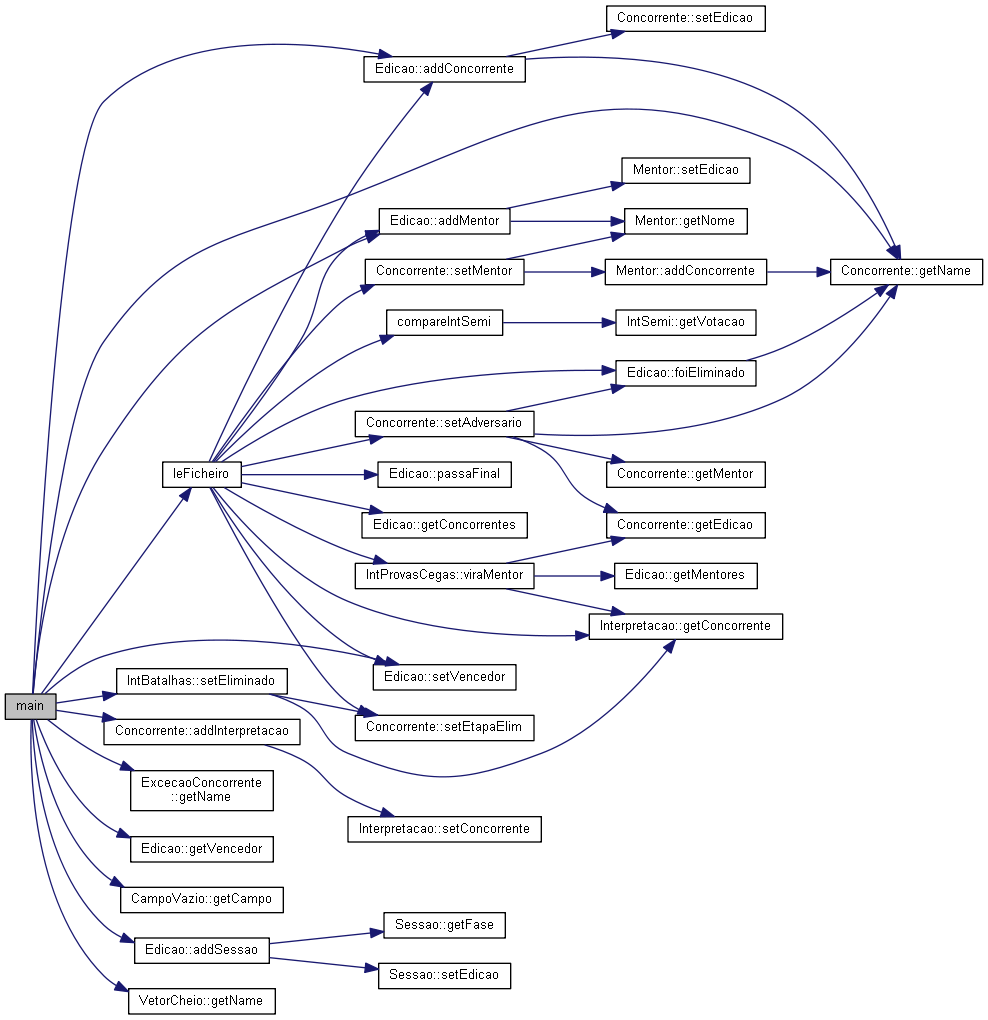 Concorrente::setEdicao
Edicao::addConcorrente
Mentor::setEdicao
Edicao::addMentor
Mentor::getNome
Concorrente::setMentor
Mentor::addConcorrente
Concorrente::getName
compareIntSemi
IntSemi::getVotacao
Edicao::foiEliminado
Concorrente::setAdversario
leFicheiro
Edicao::passaFinal
Concorrente::getMentor
Edicao::getConcorrentes
Concorrente::getEdicao
IntProvasCegas::viraMentor
Edicao::getMentores
Interpretacao::getConcorrente
IntBatalhas::setEliminado
Edicao::setVencedor
main
Concorrente::addInterpretacao
Concorrente::setEtapaElim
ExcecaoConcorrente
::getName
Interpretacao::setConcorrente
Edicao::getVencedor
CampoVazio::getCampo
Sessao::getFase
Edicao::addSessao
Sessao::setEdicao
VetorCheio::getName